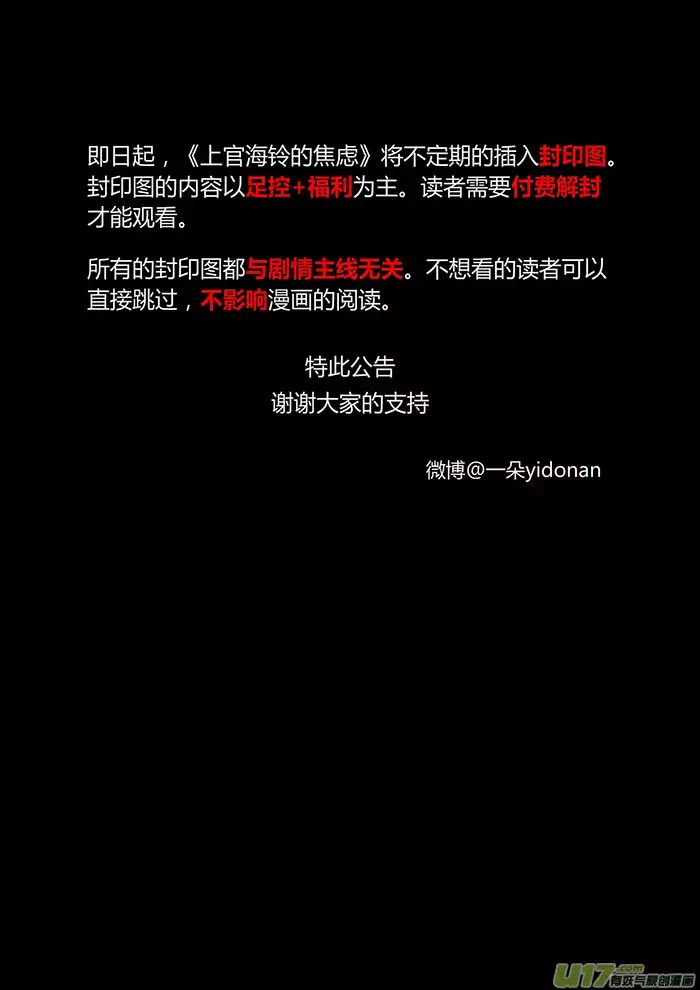 即日起，《上官海铃的焦虑》将不定期的插入封印图。
封印图的内容以足控+福利为主。读者需要付费解封
才能观看。
所有的封印图都与剧情主线无关。不想看的读者可以
直接跳过，不影响漫画的阅读。
特此公告
谢谢大家的支持
微博@一朵yidonan
U17.com
有妖气原创漫画